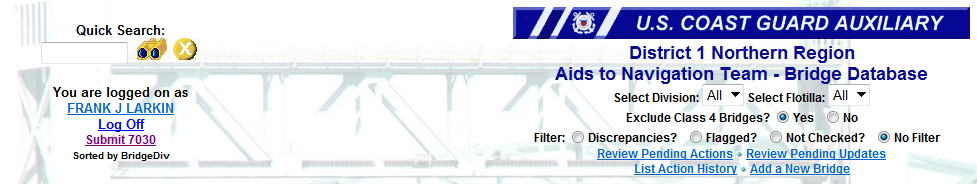 Quick Search:
You are logged on as
FRANK J LARKIN
Log Off
Submit 7030
Sorted by BridgeDiv
U.S. COAST GUARD AUXILIARY
District 1 Northern Region
Aids to Navigation Team - Bridge Database
Select Division: All Select Flotilla: All
Exclude Class 4 Bridges? Yes No
Filter: Discrepancies? Flagged? Not Checked? No Filter
Review Pending Actions • Review Pending Updates
List Action History • Add a New Bridge